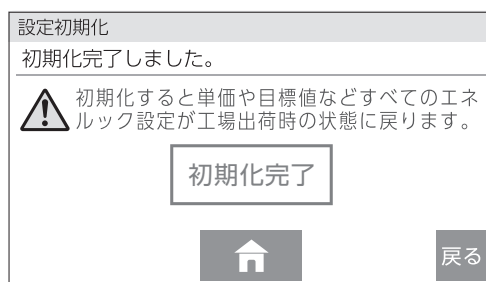 設定初期化
初期化完了しました。
初期化すると単価や目標値などすべてのエネ
ルック設定が工場出荷時の状態に戻ります。
初期化完了
戻る